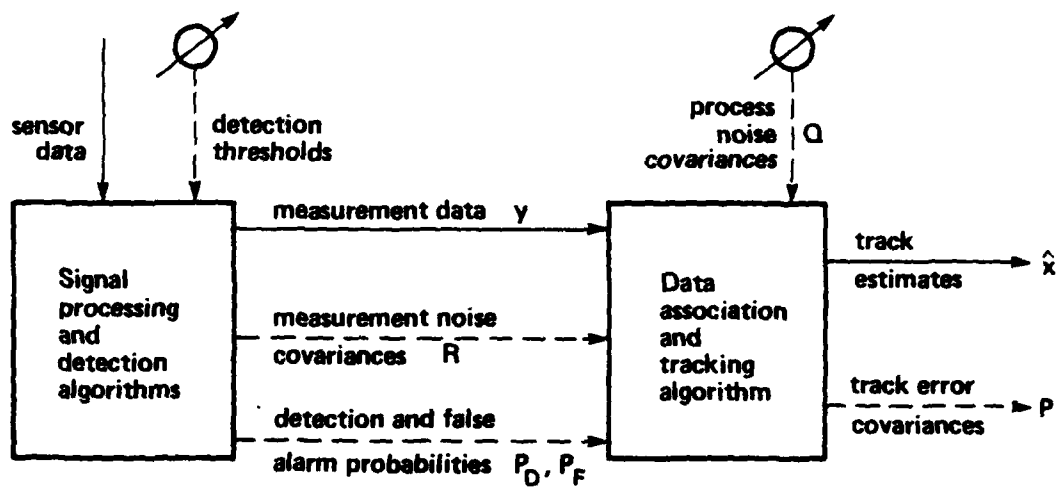 sensor
data
detection
thresholds
process
noise
covariances
Q
measurement data y
Signal
processing
and
detection
algorithms
measurement noise
covariances R
detection and false
alarm probabilities P_D, P_F
Data
association
and
tracking
algorithm
track
estimates
x̂
track error
covariances
P